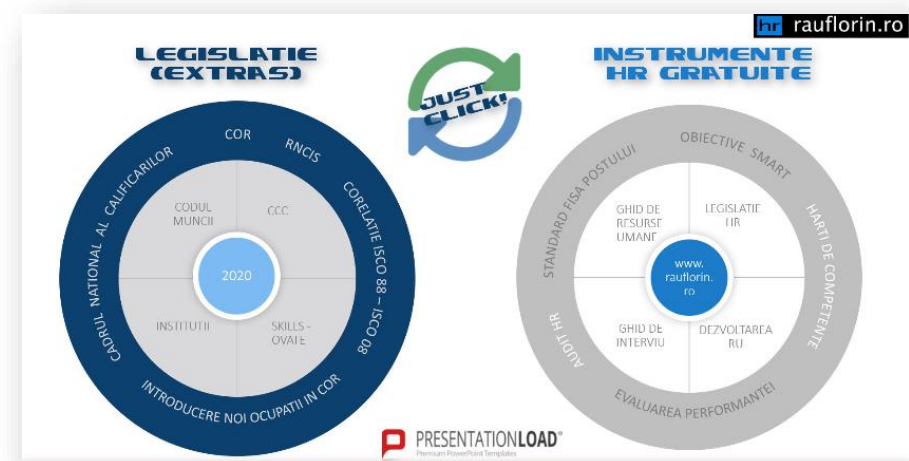 hr rauflorin.ro
LEGISLATIE
(EXTRAS)
JUST
CLICK!
INSTRUMENTE
HR GRATUITE
COR
RNCIS
CORELATIE ISCO 88 – ISCO 08
INTRODUCERE NOI OCUPATII IN COR
CADRUL NATIONAL AL CALIFICARILOR
CODUL
MUNCII
CCC
2020
INSTITUTII
SKILLS -
OVATE
OBIECTIVE SMART
HARTI DE COMPETENTE
EVALUAREA PERFORMANTEI
AUDIT HR
STANDARD FISA POSTULUI
GHID DE
RESURSE
UMANE
LEGISLATIE
HR
www.
rauflorin.
ro
GHID DE
INTERVIU
DEZVOLTAREA
RU
PRESENTATIONLOAD®
Premium PowerPoint Templates